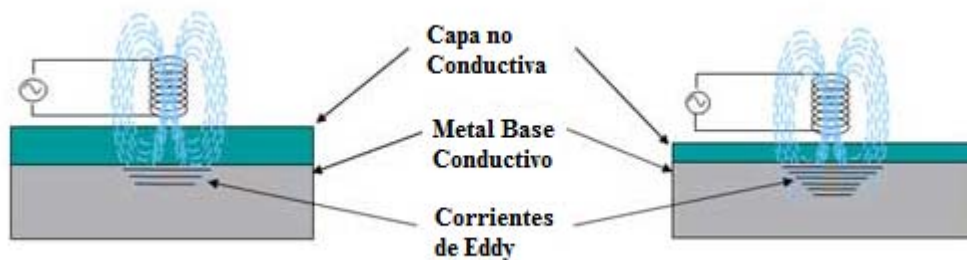 Capa no
Conductiva
Metal Base
Conductivo
Corrientes
de Eddy